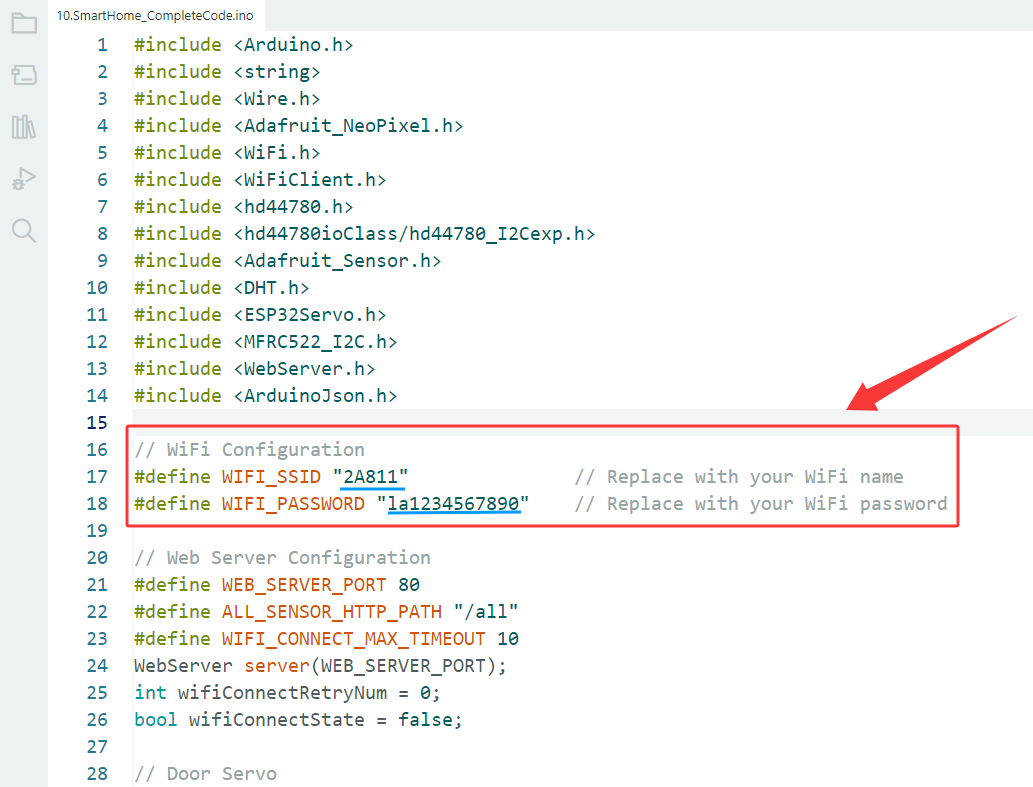 10.SmartHome_CompleteCode.ino
1 #include <Arduino.h>
2 #include <string>
3 #include <Wire.h>
4 #include <Adafruit_NeoPixel.h>
5 #include <WiFi.h>
6 #include <WiFiClient.h>
7 #include <hd44780.h>
8 #include <hd44780ioClass/hd44780_I2Cexp.h>
9 #include <Adafruit_Sensor.h>
10 #include <DHT.h>
11 #include <ESP32Servo.h>
12 #include <MFRC522_I2C.h>
13 #include <WebServer.h>
14 #include <ArduinoJson.h>
15
16 // WiFi Configuration
17 #define WIFI_SSID "2A811" // Replace with your WiFi name
18 #define WIFI_PASSWORD "la1234567890" // Replace with your WiFi password
19
20 // Web Server Configuration
21 #define WEB_SERVER_PORT 80
22 #define ALL_SENSOR_HTTP_PATH "/all"
23 #define WIFI_CONNECT_MAX_TIMEOUT 10
24 WebServer server(WEB_SERVER_PORT);
25 int wifiConnectRetryNum = 0;
26 bool wifiConnectState = false;
27
28 // Door Servo